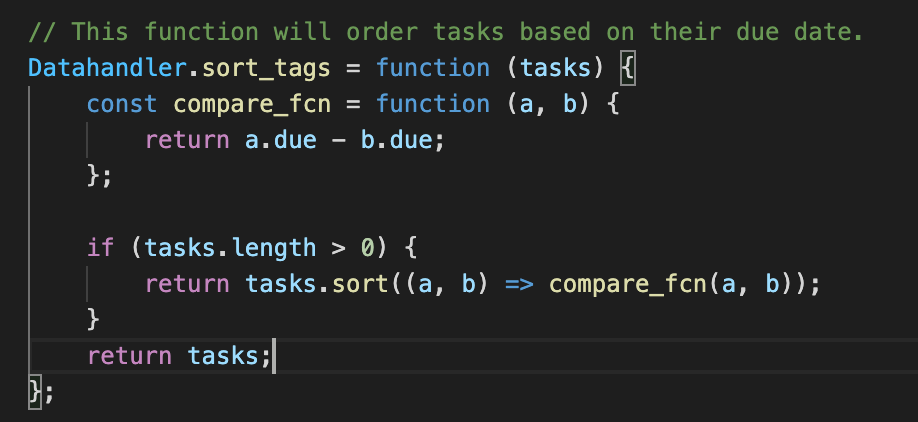 // This function will order tasks based on their due date.
Datahandler.sort_tags = function (tasks) {
    const compare_fcn = function (a, b) {
        return a.due - b.due;
    };

    if (tasks.length > 0) {
        return tasks.sort((a, b) => compare_fcn(a, b));
    }
    return tasks;
};